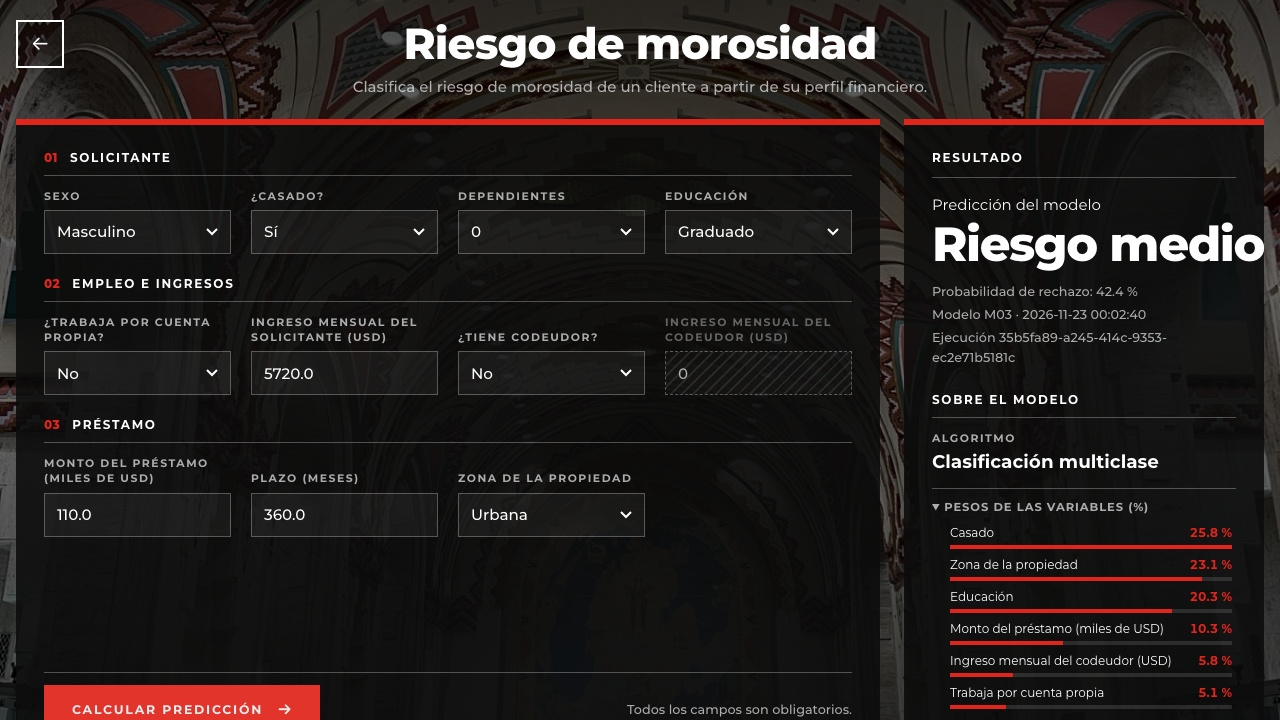 Riesgo de morosidad
Clasifica el riesgo de morosidad de un cliente a partir de su perfil financiero.
01 SOLICITANTE
SEXO
¿CASADO?
DEPENDIENTES
EDUCACIÓN
Masculino
Sí
0
Graduado
02 EMPLEO E INGRESOS
¿TRABAJA POR CUENTA
PROPIA?
INGRESO MENSUAL DEL
SOLICITANTE (USD)
¿TIENE CODEUDOR?
INGRESO MENSUAL DEL
CODEUDOR (USD)
No
5720.0
No
0
03 PRÉSTAMO
MONTO DEL PRÉSTAMO
(MILES DE USD)
PLAZO (MESES)
ZONA DE LA PROPIEDAD
110.0
360.0
Urbana
CALCULAR PREDICCIÓN →
Todos los campos son obligatorios.
RESULTADO
Predicción del modelo
Riesgo medio
Probabilidad de rechazo: 42.4 %
Modelo M03 · 2026-11-23 00:02:40
Ejecución 35b5fa89-a245-414c-9353-
ec2e71b5181c
SOBRE EL MODELO
ALGORITMO
Clasificación multiclase
▼ PESOS DE LAS VARIABLES (%)
Casado 25.8 %
Zona de la propiedad 23.1 %
Educación 20.3 %
Monto del préstamo (miles de USD) 10.3 %
Ingreso mensual del codeudor (USD) 5.8 %
Trabaja por cuenta propia 5.1 %